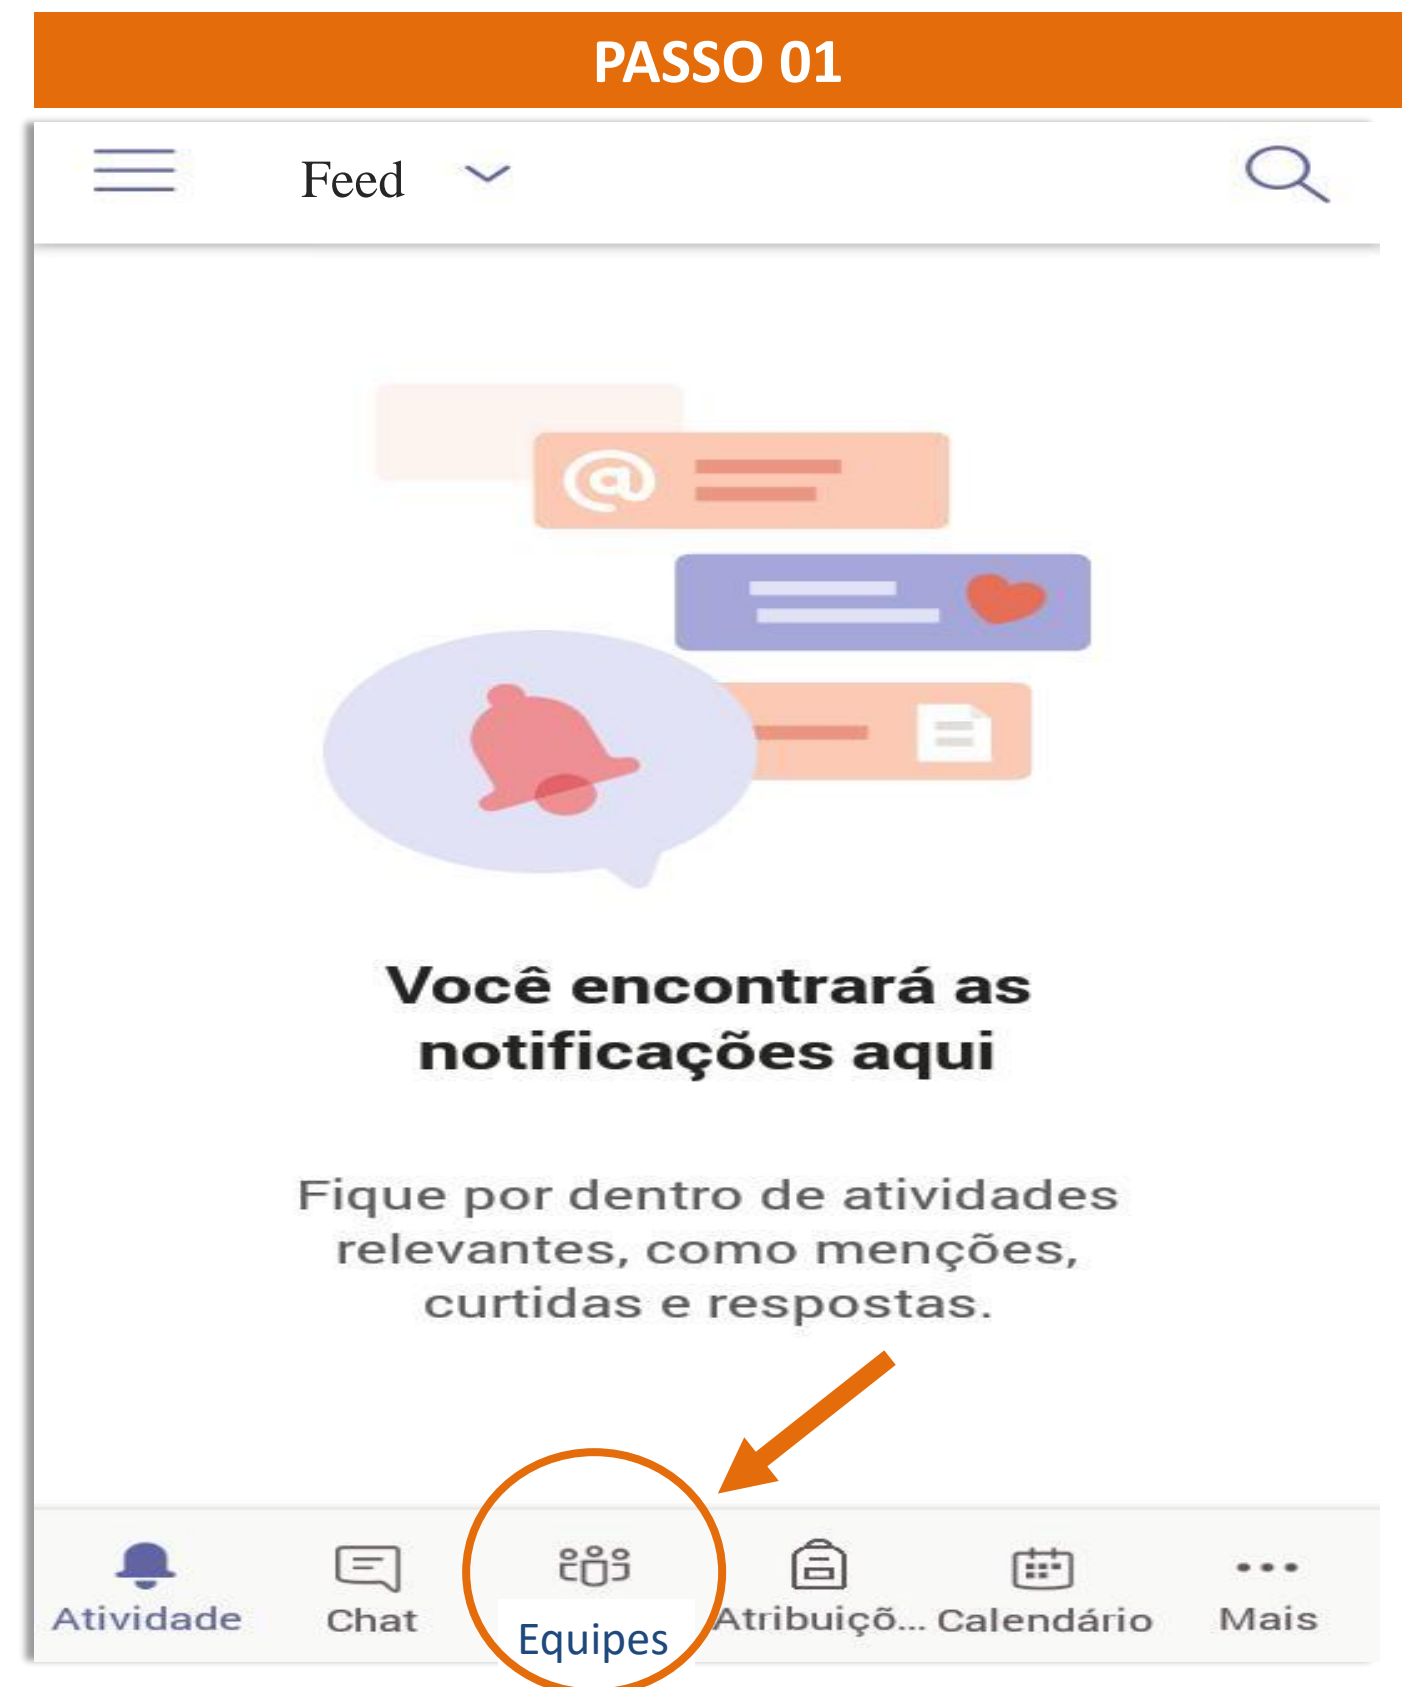 PASSO 01
Feed
@
Você encontrará as
notificações aqui
Fique por dentro de atividades
relevantes, como menções,
curtidas e respostas.
Atividade Chat Equipes Atribuiçõ... Calendário Mais